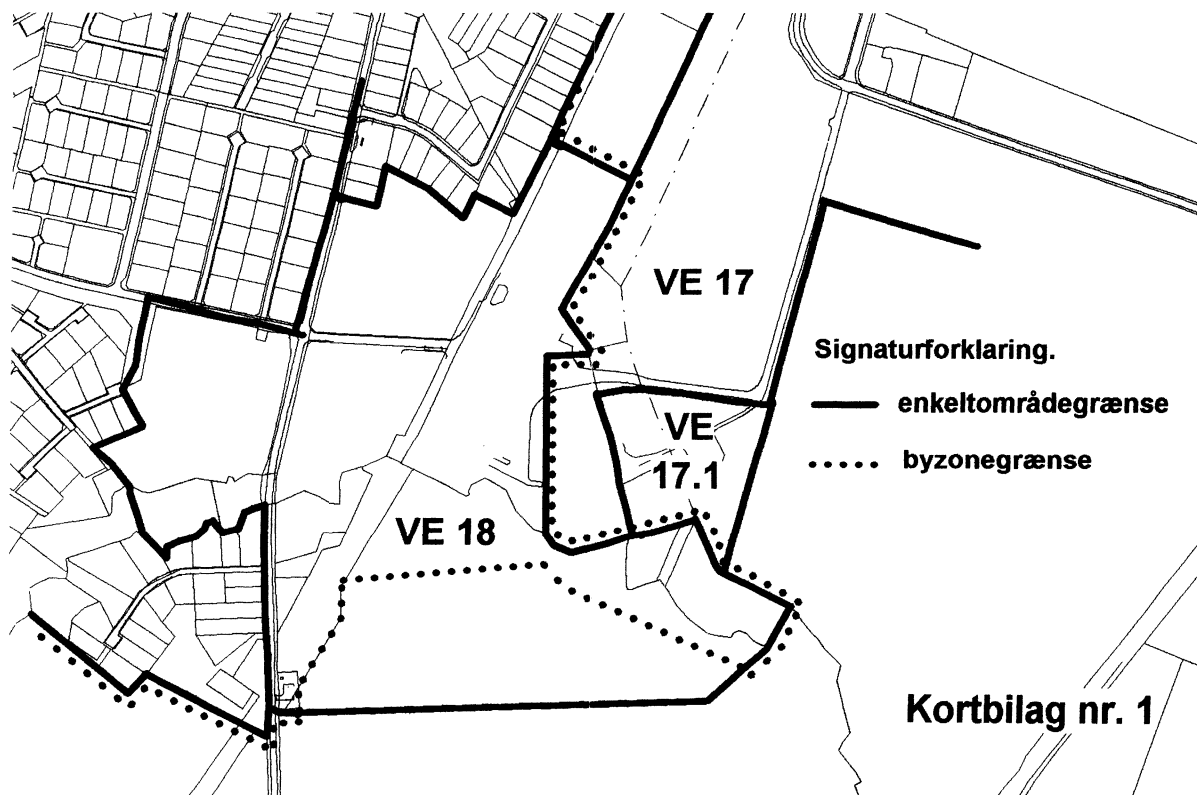 VE 17
Signaturforklaring.
enkeltområdegrænse
VE
17.1
byzonegrænse
VE 18
Kortbilag nr. 1